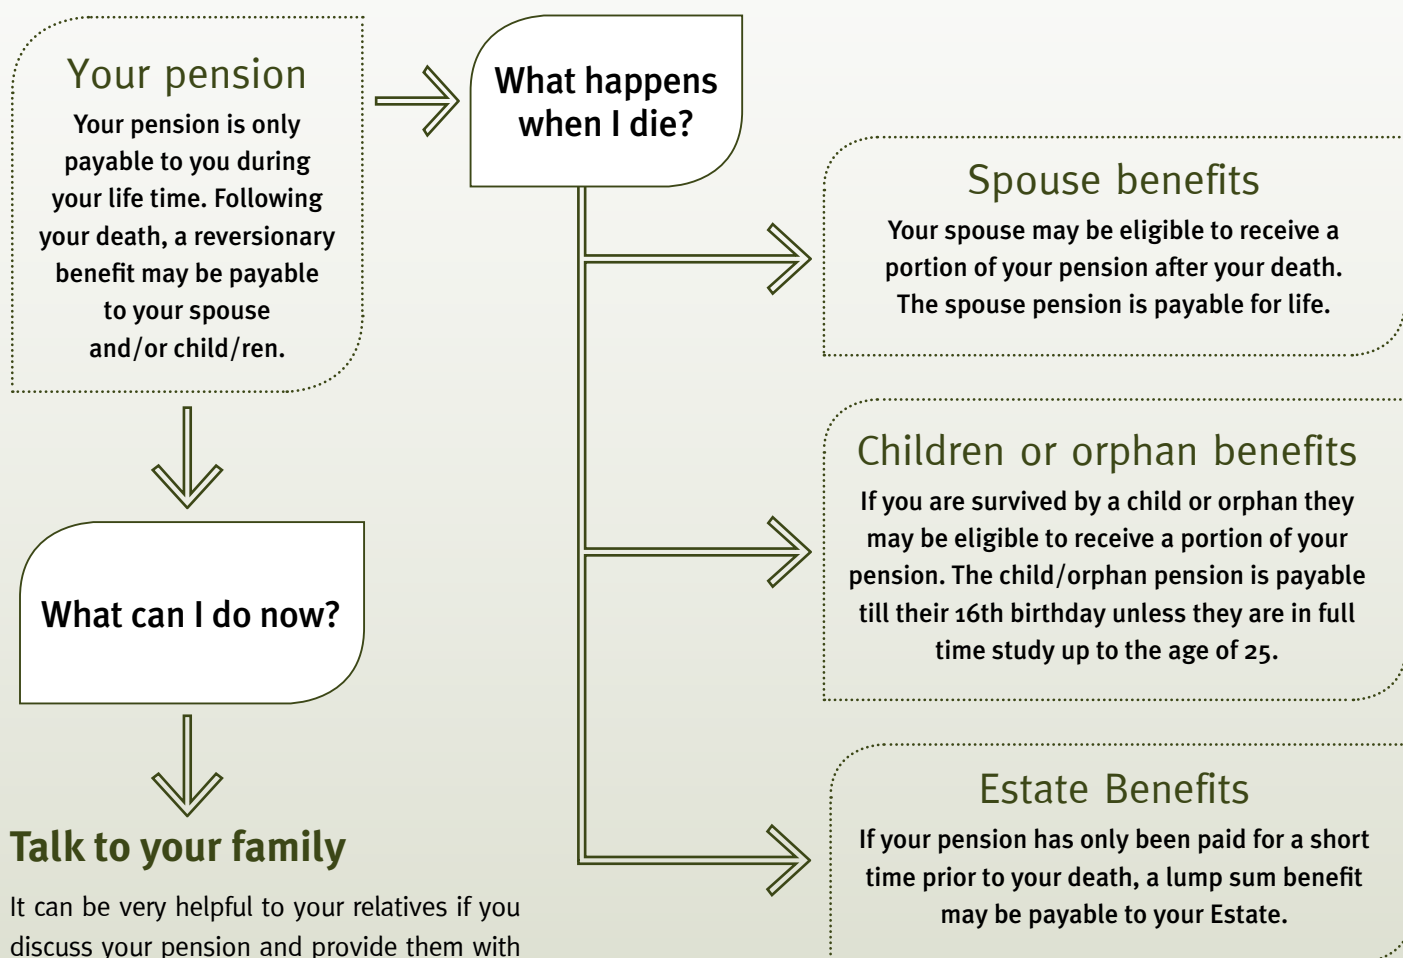 Your pension
Your pension is only
payable to you during
your life time. Following
your death, a reversionary
benefit may be payable
to your spouse
and/or child/ren.
What happens
when I die?
Spouse benefits
Your spouse may be eligible to receive a
portion of your pension after your death.
The spouse pension is payable for life.
Children or orphan benefits
If you are survived by a child or orphan they
may be eligible to receive a portion of your
pension. The child/orphan pension is payable
till their 16th birthday unless they are in full
time study up to the age of 25.
Estate Benefits
If your pension has only been paid for a short
time prior to your death, a lump sum benefit
may be payable to your Estate.
What can I do now?
Talk to your family
It can be very helpful to your relatives if you
discuss your pension and provide them with